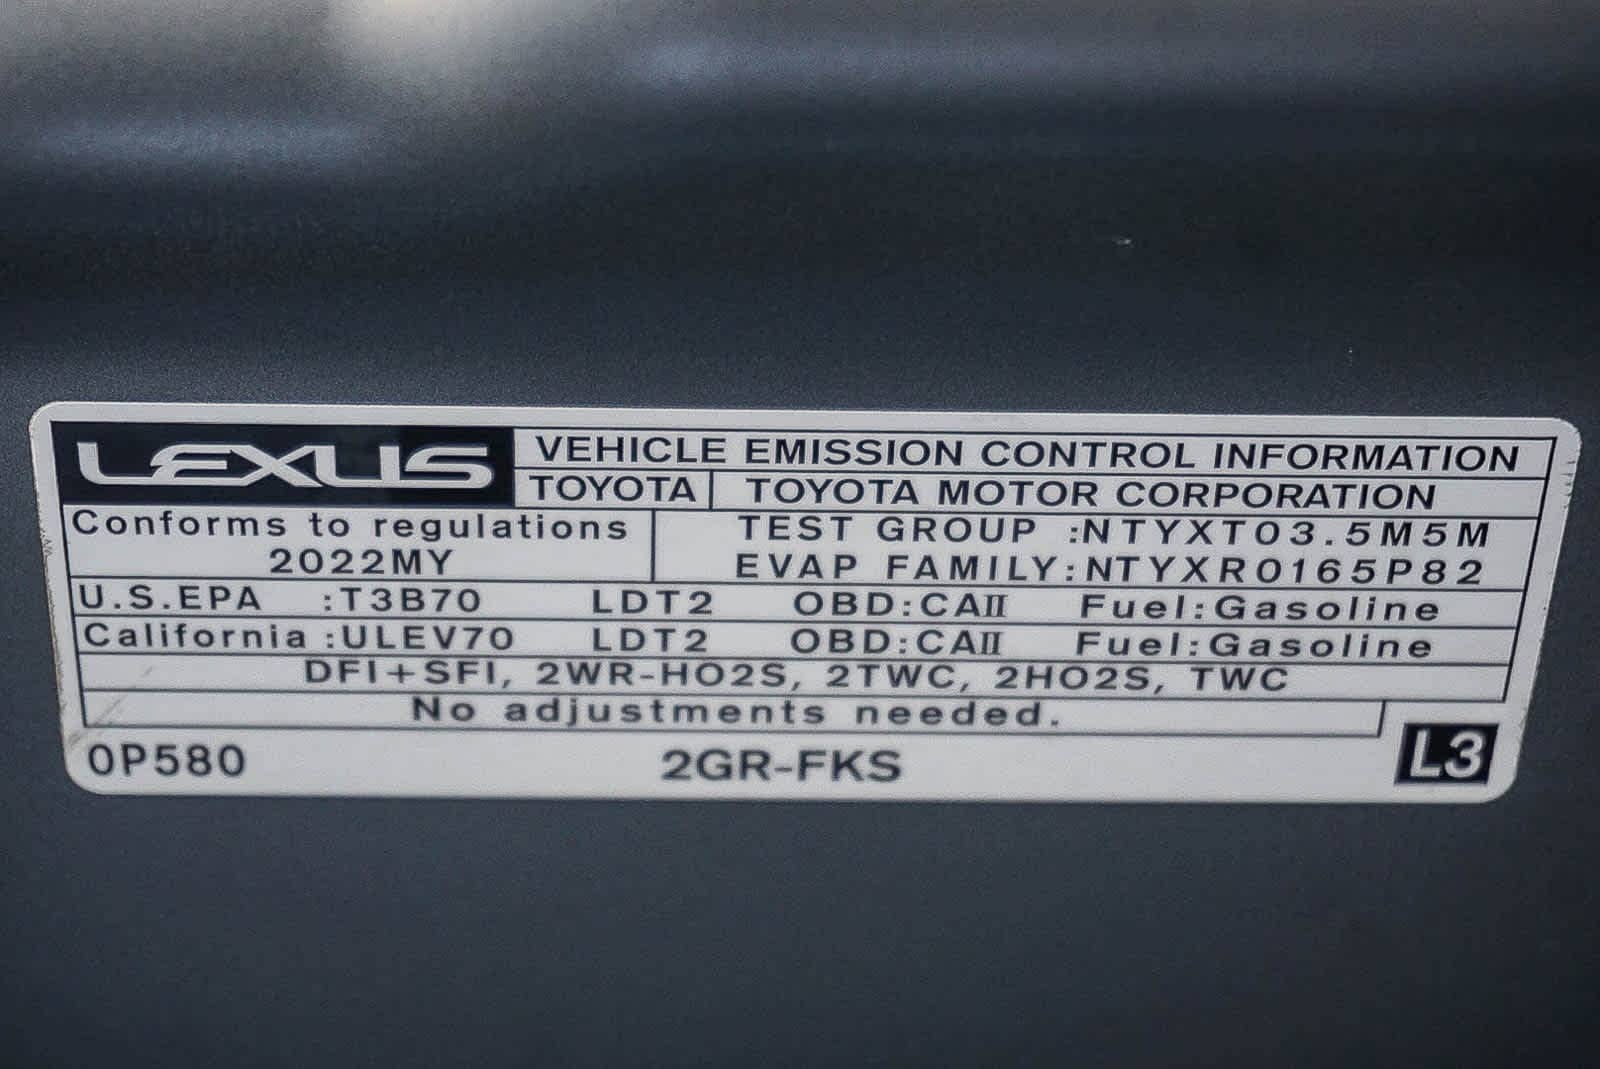 LEXUS VEHICLE EMISSION CONTROL INFORMATION
TOYOTA TOYOTA MOTOR CORPORATION
Conforms to regulations TEST GROUP :NTYXT03.5M5M
2022MY EVAP FAMILY:NTYXR0165P82
U.S.EPA :T3B70 LDT2 OBD:CAII Fuel:Gasoline
California :ULEV70 LDT2 OBD:CAII Fuel:Gasoline
DFI+SFI, 2WR-HO2S, 2TWC, 2HO2S, TWC
No adjustments needed.
0P580 2GR-FKS L3